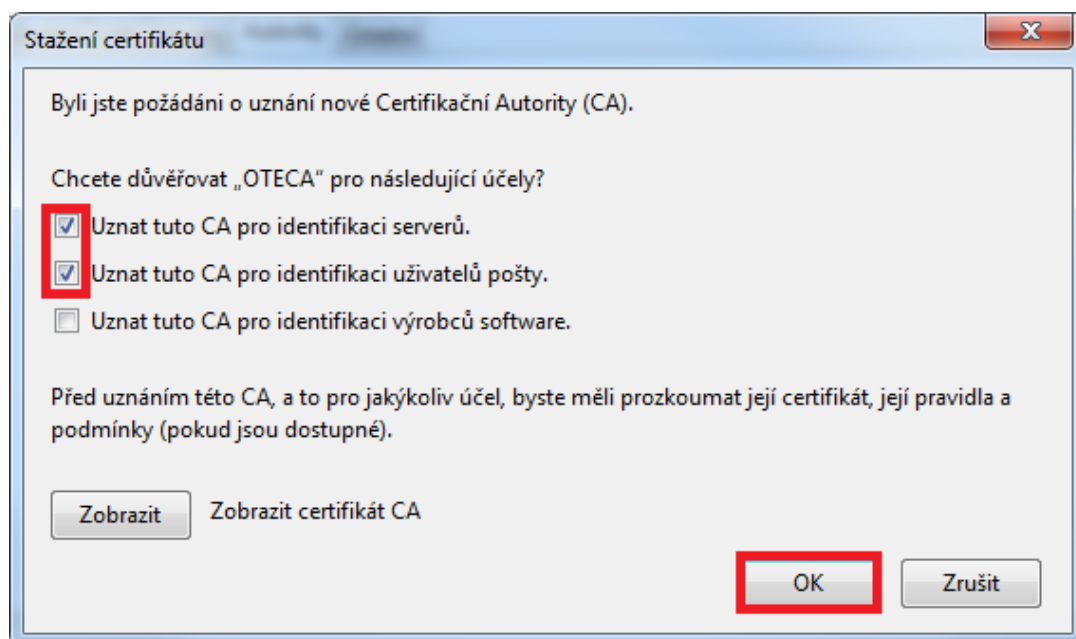 Stažení certifikátu
Byli jste požádáni o uznání nové Certifikační Autority (CA).
Chcete důvěřovat „OTECA“ pro následující účely?
Uznat tuto CA pro identifikaci serverů.
Uznat tuto CA pro identifikaci uživatelů pošty.
Uznat tuto CA pro identifikaci výrobců software.
Před uznáním této CA, a to pro jakýkoliv účel, byste měli prozkoumat její certifikát, její pravidla a
podmínky (pokud jsou dostupné).
Zobrazit Zobrazit certifikát CA
OK Zrušit